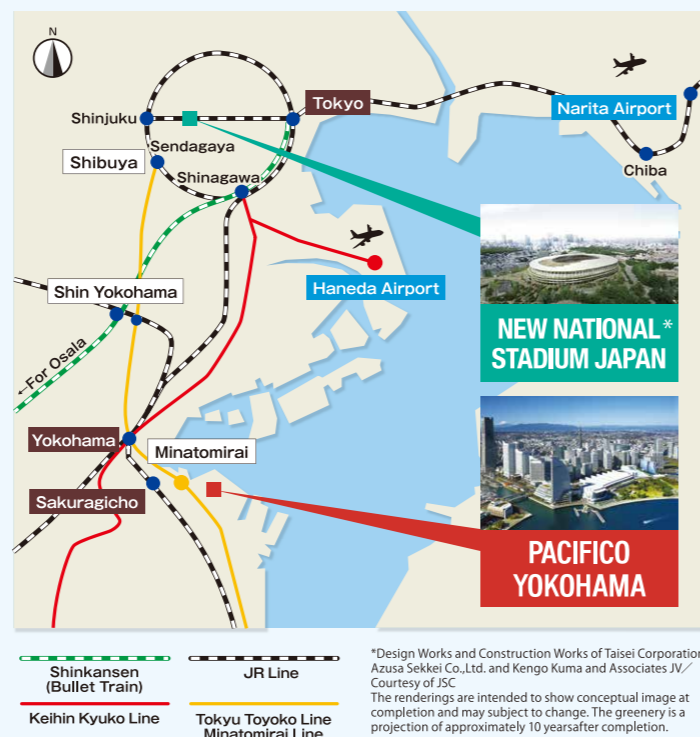 N
Tokyo
Narita Airport
Shinjuku
Sendagaya
Shibuya
Shinagawa
Chiba
Haneda Airport
Shin Yokohama
NEW NATIONAL*
STADIUM JAPAN
←For Osala
Yokohama
Minatomirai
Sakuragicho
PACIFICO
YOKOHAMA
Shinkansen
(Bullet Train)
JR Line
Keihin Kyuko Line
Tokyu Toyoko Line
Minatomirai Line
*Design Works and Construction Works of Taisei Corporation
Azusa Sekkei Co.,Ltd. and Kengo Kuma and Associates JV／
Courtesy of JSC
The renderings are intended to show conceptual image at
completion and may subject to change. The greenery is a
projection of approximately 10 yearsafter completion.